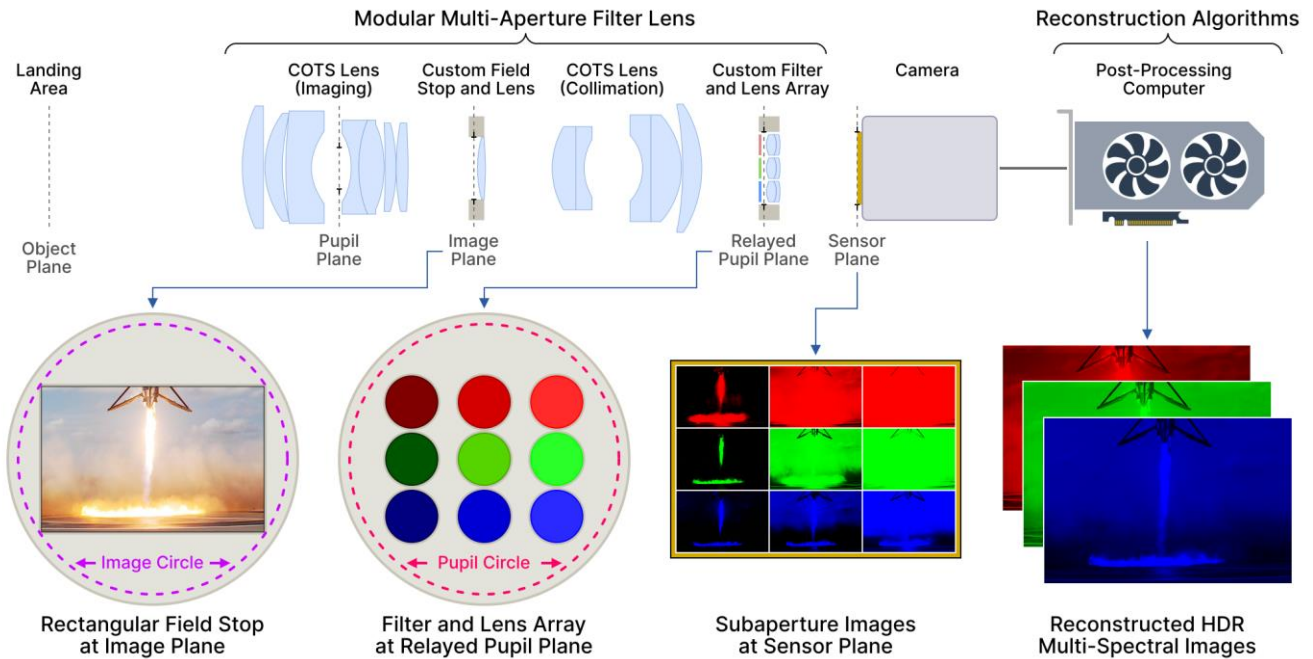 Modular Multi-Aperture Filter Lens
Reconstruction Algorithms
Landing
Area
COTS Lens
(Imaging)
Custom Field
Stop and Lens
COTS Lens
(Collimation)
Custom Filter
and Lens Array
Camera
Post-Processing
Computer
Object
Plane
Pupil
Plane
Image
Plane
Relayed
Pupil Plane
Sensor
Plane
Image Circle
Pupil Circle
Rectangular Field Stop
at Image Plane
Filter and Lens Array
at Relayed Pupil Plane
Subaperture Images
at Sensor Plane
Reconstructed HDR
Multi-Spectral Images